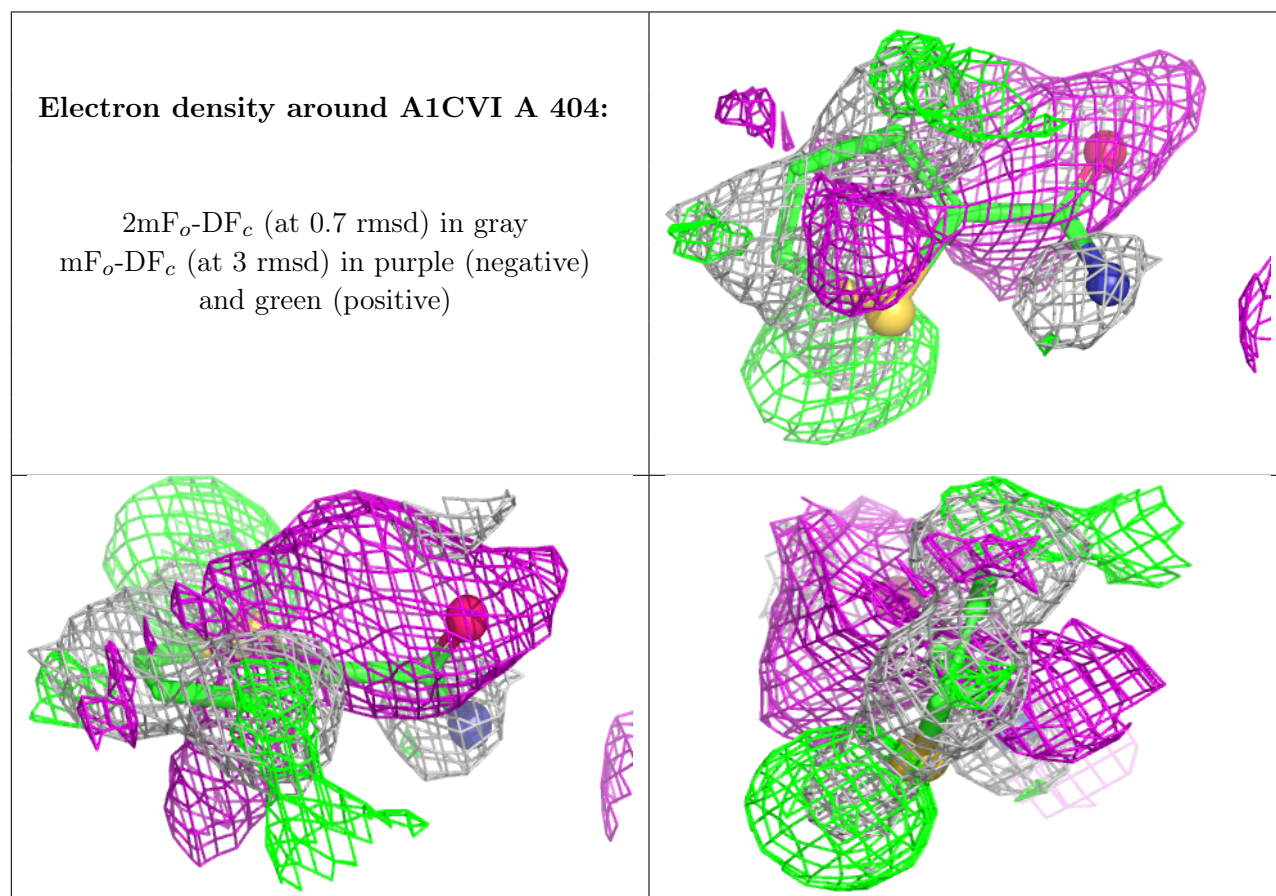 Electron density around A1CVI A 404:
2mFo-DFc (at 0.7 rmsd) in gray
mFo-DFc (at 3 rmsd) in purple (negative)
and green (positive)